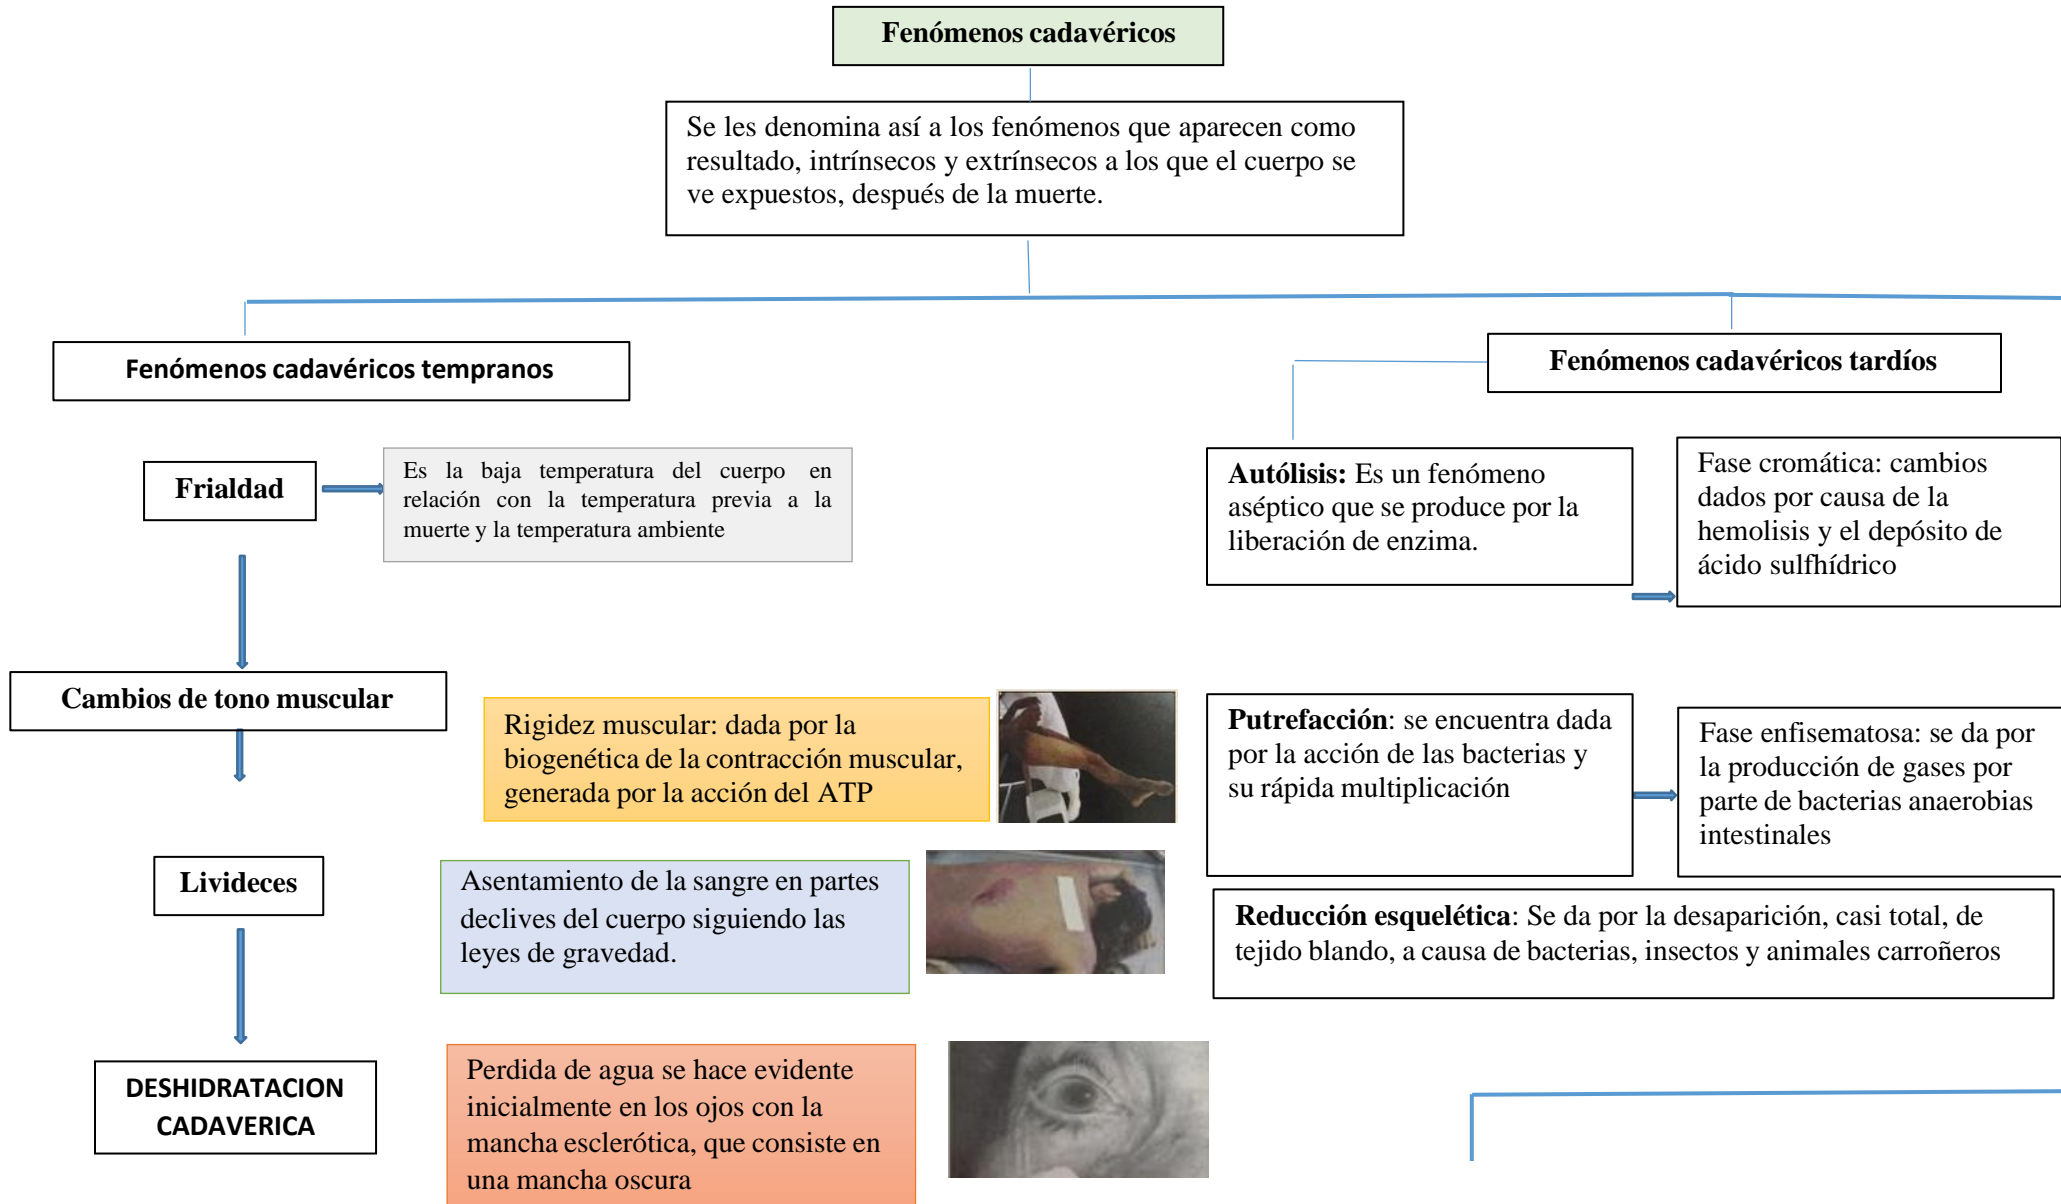 Fenómenos cadavéricos
Se les denomina así a los fenómenos que aparecen como
resultado, intrínsecos y extrínsecos a los que el cuerpo se
ve expuestos, después de la muerte.
Fenómenos cadavéricos tempranos
Frialdad
Es la baja temperatura del cuerpo en
relación con la temperatura previa a la
muerte y la temperatura ambiente
Cambios de tono muscular
Rigidez muscular: dada por la
biogenética de la contracción muscular,
generada por la acción del ATP
Livideces
Asentamiento de la sangre en partes
declives del cuerpo siguiendo las
leyes de gravedad.
DESHIDRATACION
CADAVERICA
Perdida de agua se hace evidente
inicialmente en los ojos con la
mancha esclerótica, que consiste en
una mancha oscura
Fenómenos cadavéricos tardíos
Autólisis: Es un fenómeno
aséptico que se produce por la
liberación de enzima.
Fase cromática: cambios
dados por causa de la
hemolisis y el depósito de
ácido sulfhídrico
Putrefacción: se encuentra dada
por la acción de las bacterias y
su rápida multiplicación
Fase enfisematosa: se da por
la producción de gases por
parte de bacterias anaerobias
intestinales
Reducción esquelética: Se da por la desaparición, casi total, de
tejido blando, a causa de bacterias, insectos y animales carroñeros